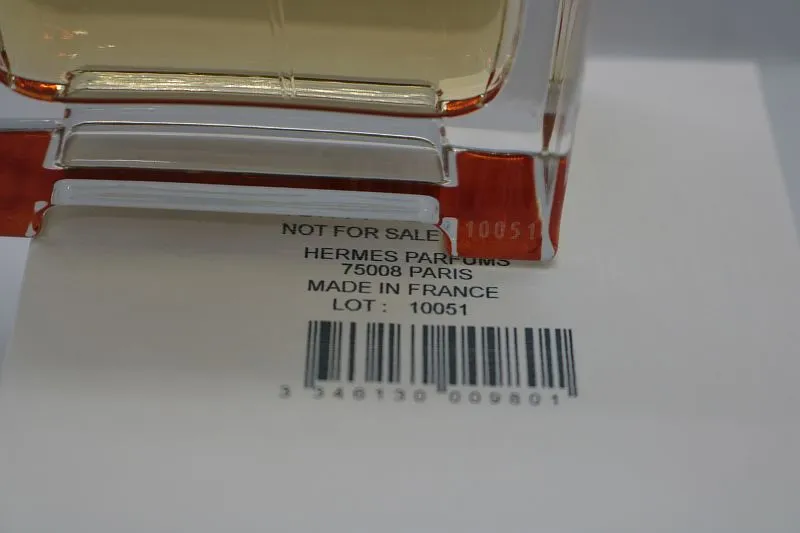 NOT FOR SALE
10051
HERMES PARFUMS
75008 PARIS
MADE IN FRANCE
LOT : 10051
3 346130 009801